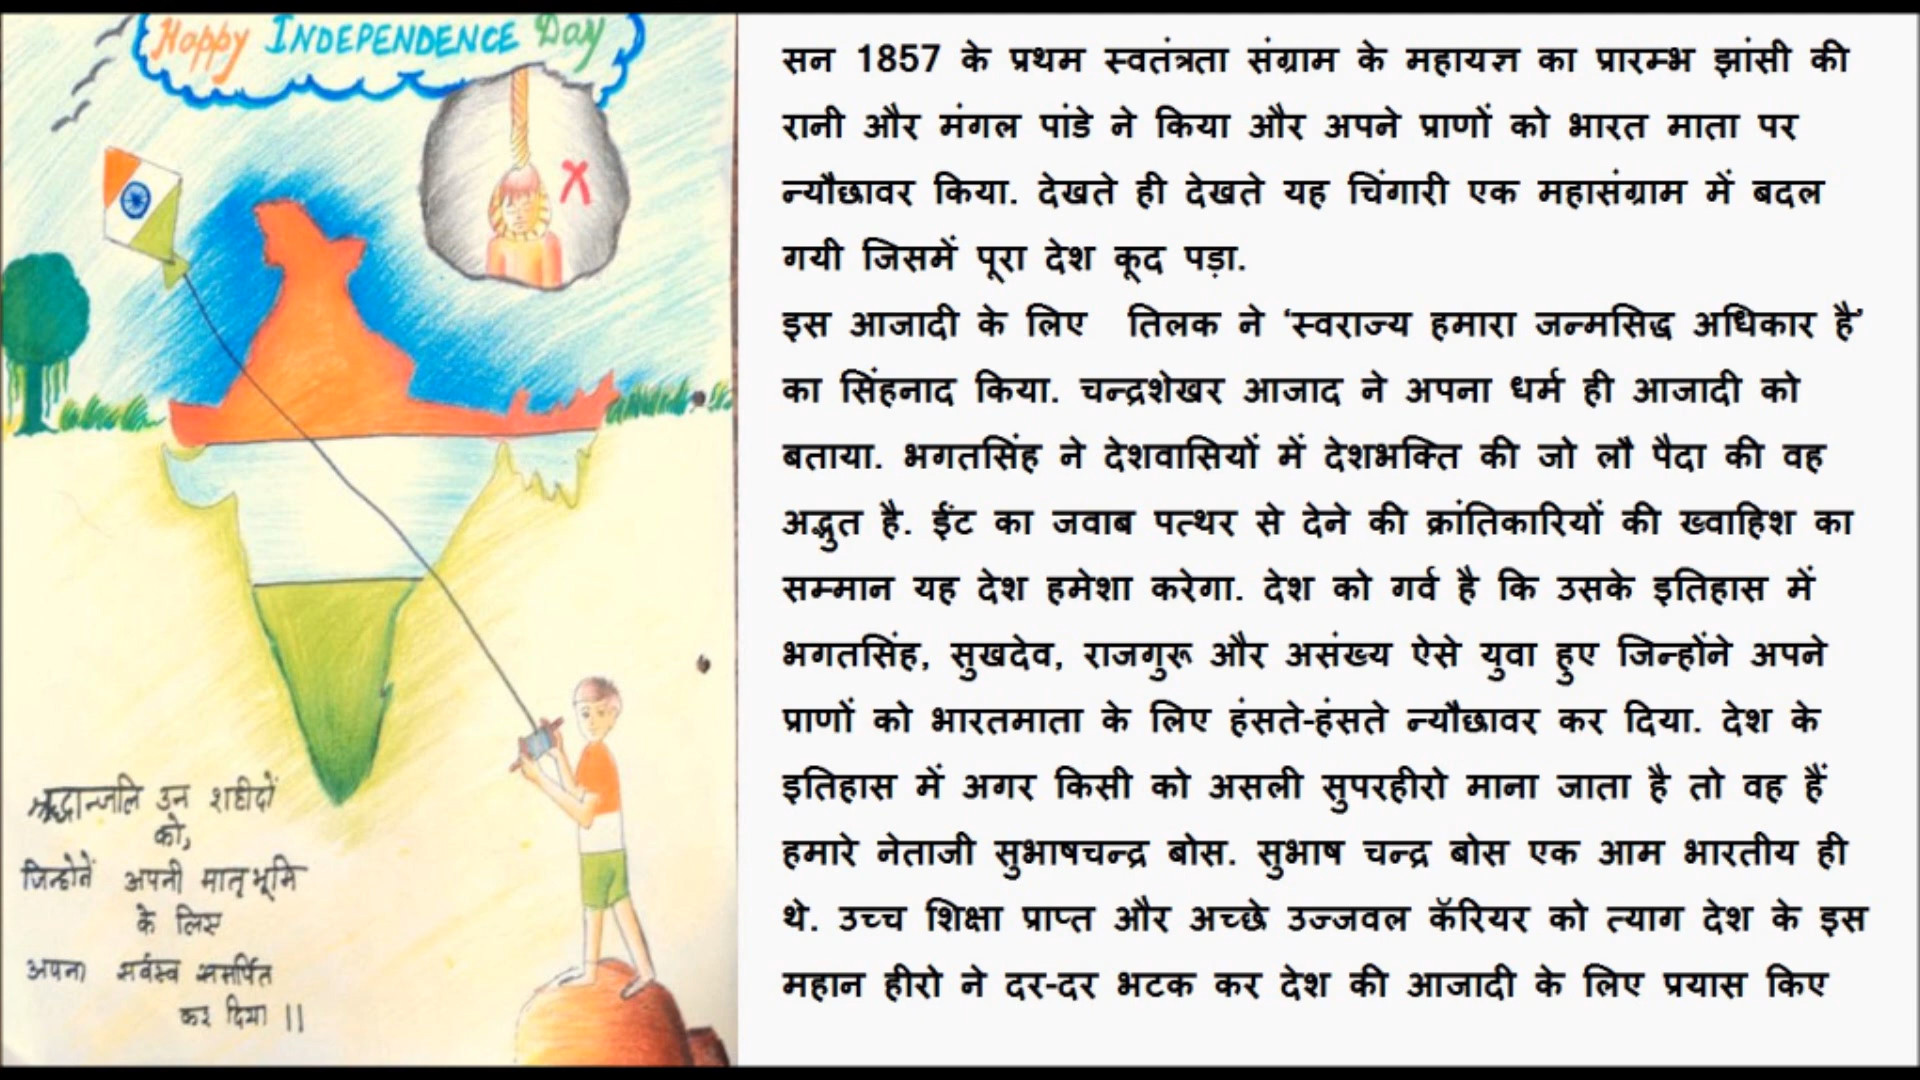 Happy INDEPENDENCE Day
X
श्रद्धान्जलि उन शहीदों
को,
जिन्होनें अपनी मातृभूमि
के लिए
अपना सर्वस्व समर्पित
कर दिया ||
सन 1857 के प्रथम स्वतंत्रता संग्राम के महायज्ञ का प्रारम्भ झांसी की
रानी और मंगल पांडे ने किया और अपने प्राणों को भारत माता पर
न्यौछावर किया. देखते ही देखते यह चिंगारी एक महासंग्राम में बदल
गयी जिसमें पूरा देश कूद पड़ा.
इस आजादी के लिए तिलक ने ‘स्वराज्य हमारा जन्मसिद्ध अधिकार है’
का सिंहनाद किया. चन्द्रशेखर आजाद ने अपना धर्म ही आजादी को
बताया. भगतसिंह ने देशवासियों में देशभक्ति की जो लौ पैदा की वह
अद्भुत है. ईंट का जवाब पत्थर से देने की क्रांतिकारियों की ख्वाहिश का
सम्मान यह देश हमेशा करेगा. देश को गर्व है कि उसके इतिहास में
भगतसिंह, सुखदेव, राजगुरू और असंख्य ऐसे युवा हुए जिन्होंने अपने
प्राणों को भारतमाता के लिए हंसते-हंसते न्यौछावर कर दिया. देश के
इतिहास में अगर किसी को असली सुपरहीरो माना जाता है तो वह हैं
हमारे नेताजी सुभाषचन्द्र बोस. सुभाष चन्द्र बोस एक आम भारतीय ही
थे. उच्च शिक्षा प्राप्त और अच्छे उज्जवल कॅरियर को त्याग देश के इस
महान हीरो ने दर-दर भटक कर देश की आजादी के लिए प्रयास किए